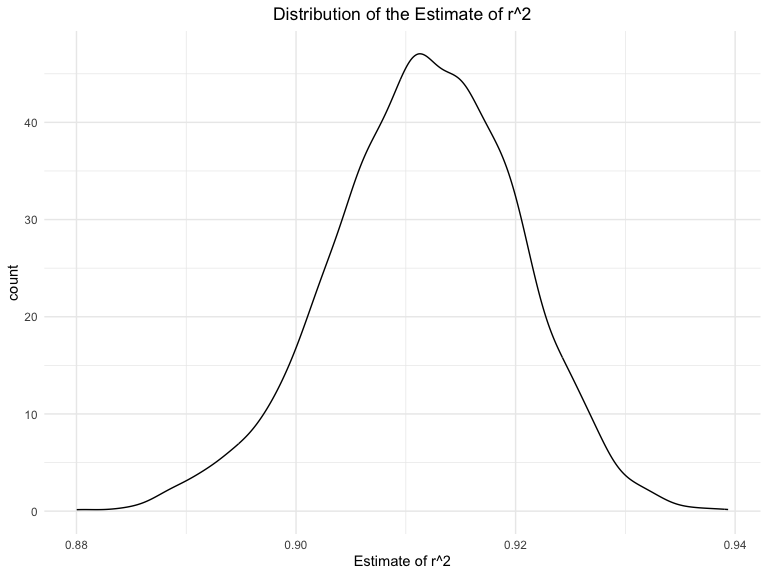 Distribution of the Estimate of r^2
count
40
30
20
10
0
0.88 0.90 0.92 0.94
Estimate of r^2